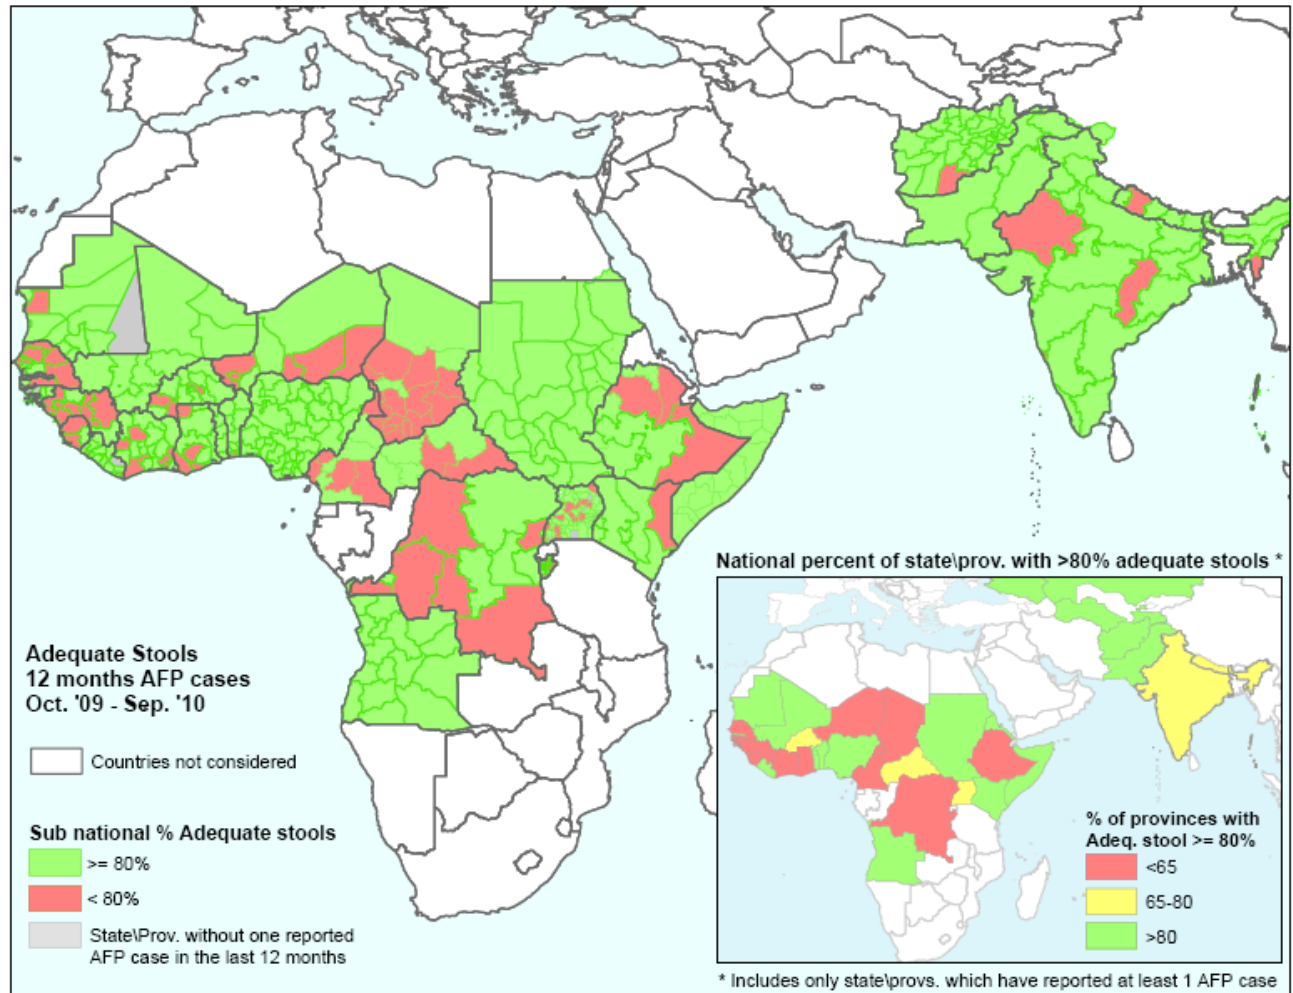 National percent of state\prov. with >80% adequate stools *
Adequate Stools
12 months AFP cases
Oct. '09 - Sep. '10
Countries not considered
Sub national % Adequate stools
>= 80%
< 80%
State\Prov. without one reported
AFP case in the last 12 months
% of provinces with
Adeq. stool >= 80%
<65
65-80
>80
* Includes only state\provs. which have reported at least 1 AFP case